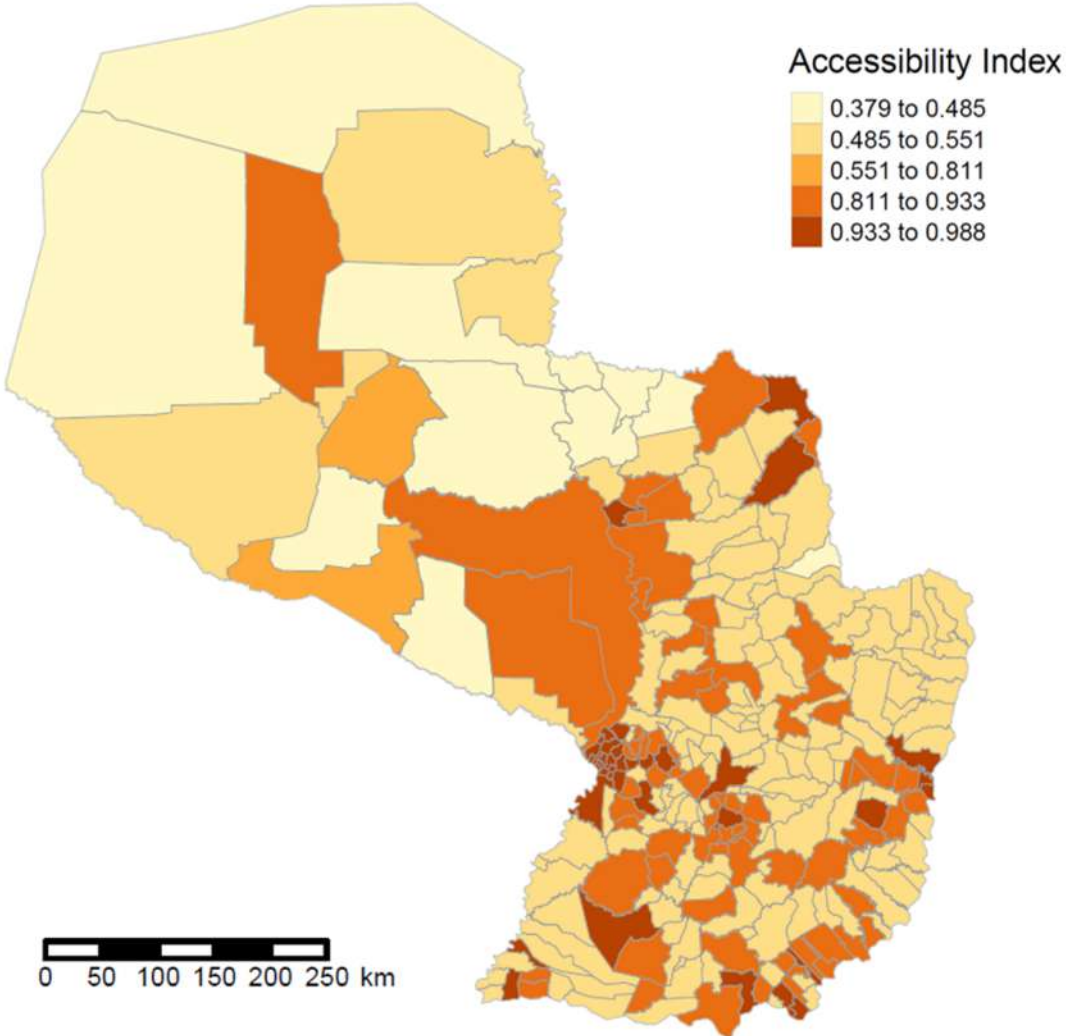 Accessibility Index
0.379 to 0.485
0.485 to 0.551
0.551 to 0.811
0.811 to 0.933
0.933 to 0.988
0 50 100 150 200 250 km